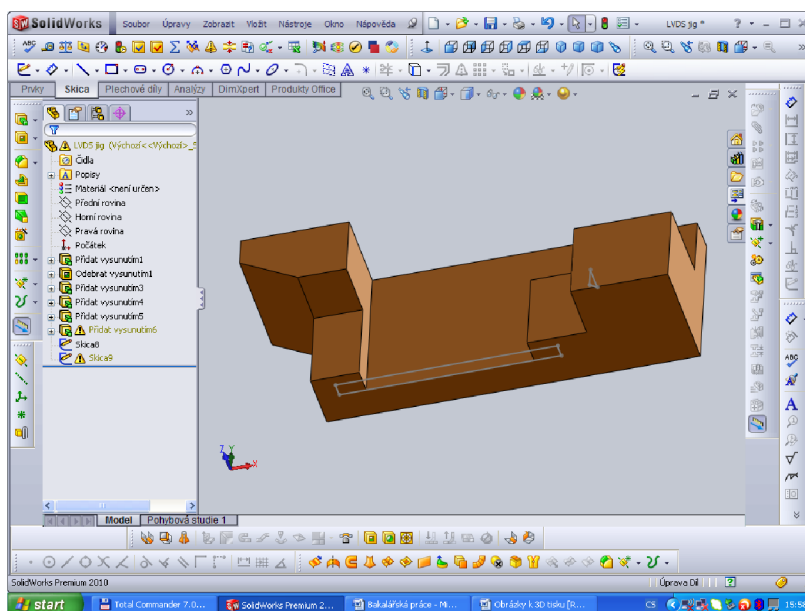 SolidWorks Soubor Úpravy Zobrazit Vložit Nástroje Okno Nápověda LVDS jig *
Prvky Skica Plechové díly Analýzy DimXpert Produkty Office
LVDS jig (Výchozí<<Výchozí>_S
Čidla
Popisy
Materiál <není určen>
Přední rovina
Horní rovina
Pravá rovina
Počátek
Přidat vysunutím1
Odebrat vysunutím1
Přidat vysunutím3
Přidat vysunutím4
Přidat vysunutím5
Přidat vysunutím6
Skica8
Skica9
Z Y X
Model Pohybová studie 1
SolidWorks Premium 2010 Úprava Díl
start Total Commander 7.0... SolidWorks Premium 2... Bakalářská práce - Mi... Obrázky k 3D tisku [R... CS